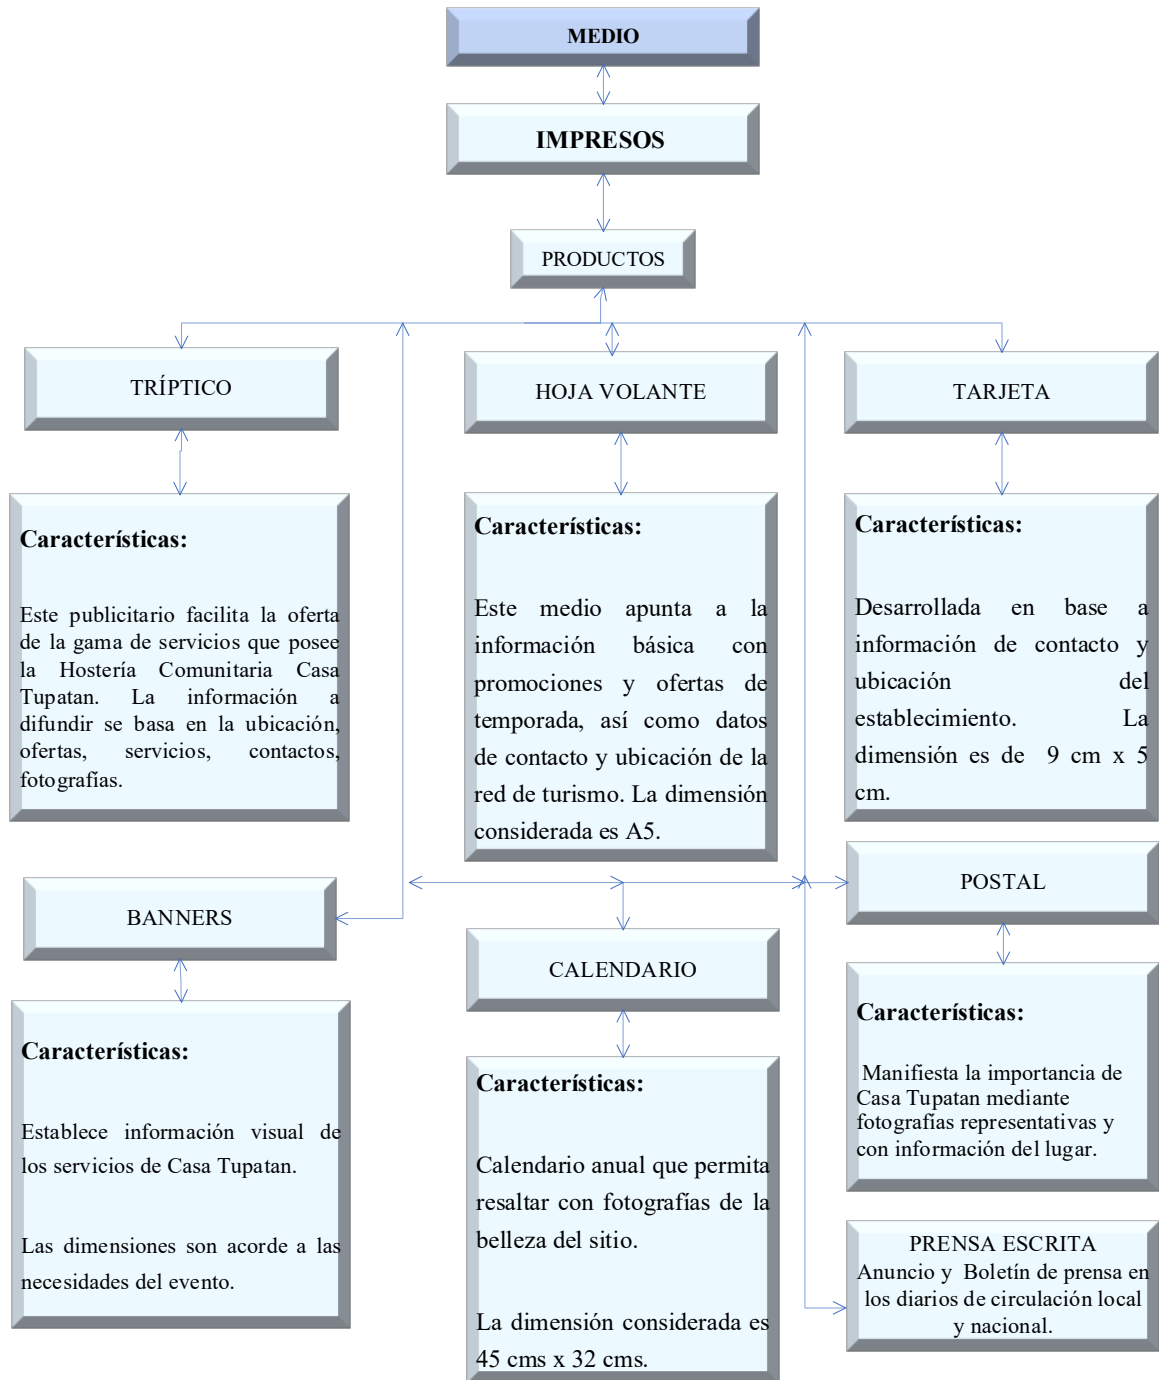 MEDIO
IMPRESOS
PRODUCTOS
TRÍPTICO
Características:
Este publicitario facilita la oferta
de la gama de servicios que posee
la Hostería Comunitaria Casa
Tupatan. La información a
difundir se basa en la ubicación,
ofertas, servicios, contactos,
fotografías.
HOJA VOLANTE
Características:
Este medio apunta a la
información básica con
promociones y ofertas de
temporada, así como datos
de contacto y ubicación de la
red de turismo. La dimensión
considerada es A5.
TARJETA
Características:
Desarrollada en base a
información de contacto y
ubicación del
establecimiento. La
dimensión es de 9 cm x 5
cm.
BANNERS
Características:
Establece información visual de
los servicios de Casa Tupatan.
Las dimensiones son acorde a las
necesidades del evento.
CALENDARIO
Características:
Calendario anual que permita
resaltar con fotografías de la
belleza del sitio.
La dimensión considerada es
45 cms x 32 cms.
POSTAL
Características:
Manifiesta la importancia de
Casa Tupatan mediante
fotografías representativas y
con información del lugar.
PRENSA ESCRITA
Anuncio y Boletín de prensa en
los diarios de circulación local
y nacional.